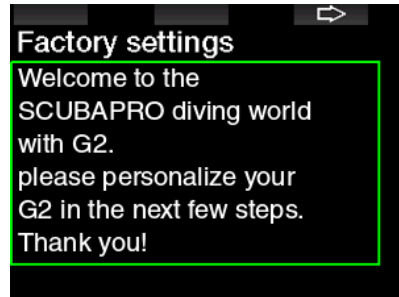 Factory settings
Welcome to the
SCUBAPRO diving world
with G2.
please personalize your
G2 in the next few steps.
Thank you!